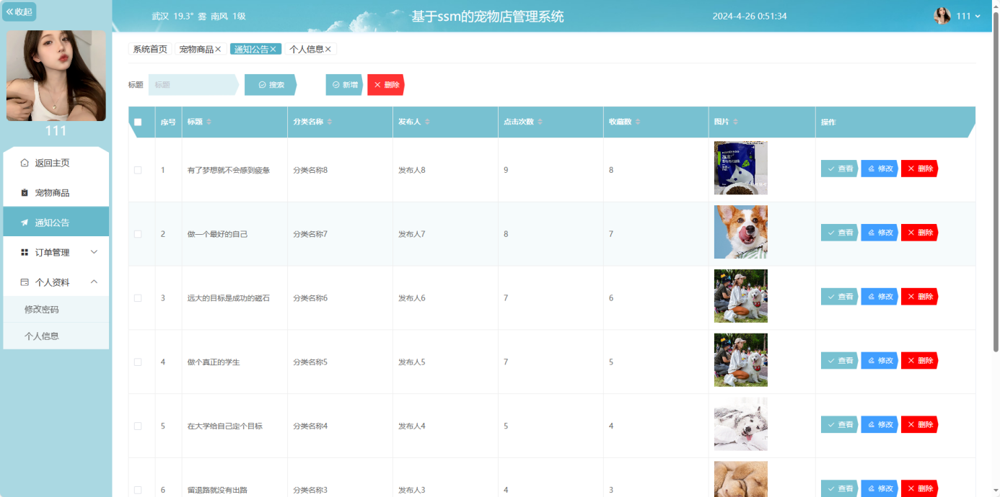 收起
武汉 19.3° 雾 南风 1级
基于ssm的宠物店管理系统
2024-4-26 0:51:34
111
111
返回主页
宠物商品
通知公告
订单管理
个人资料
修改密码
个人信息
系统首页 宠物商品 通知公告 个人信息
标题 标题 搜索 新增 删除
序号 标题 分类名称 发布人 点击次数 收藏数 图片 操作
1 有了梦想就不会感到疲惫 分类名称8 发布人8 9 8 查看 修改 删除
2 做一个最好的自己 分类名称7 发布人7 8 7 查看 修改 删除
3 远大的目标是成功的磁石 分类名称6 发布人6 7 6 查看 修改 删除
4 做个真正的学生 分类名称5 发布人5 7 5 查看 修改 删除
5 在大学给自己定个目标 分类名称4 发布人4 5 4 查看 修改 删除
6 留退路就没有出路 分类名称3 发布人3 4 3 查看 修改 删除